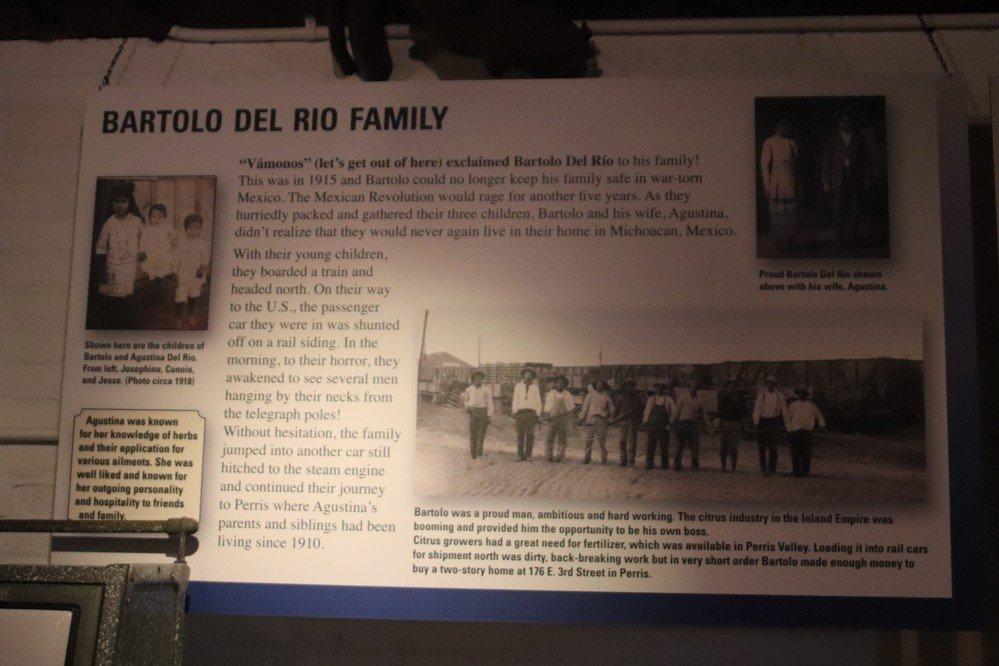 BARTOLO DEL RIO FAMILY
“Vámonos” (let’s get out of here) exclaimed Bartolo Del Río to his family!
This was in 1915 and Bartolo could no longer keep his family safe in war-torn
Mexico. The Mexican Revolution would rage for another five years. As they
hurriedly packed and gathered their three children, Bartolo and his wife, Agustina,
didn’t realize that they would never again live in their home in Michoacan, Mexico.
With their young children,
they boarded a train and
headed north. On their way
to the U.S., the passenger
car they were in was shunted
off on a rail siding. In the
morning, to their horror, they
awakened to see several men
hanging by their necks from
the telegraph poles!
Without hesitation, the family
jumped into another car still
hitched to the steam engine
and continued their journey
to Perris where Agustina’s
parents and siblings had been
living since 1910.
Shown here are the children of
Bartolo and Agustina Del Rio.
From left, Josephine, Connie,
and Jesse. (Photo circa 1918)
Agustina was known
for her knowledge of herbs
and their application for
various ailments. She was
well liked and known for
her outgoing personality
and hospitality to friends
and family.
Proud Bartolo Del Rio shown
above with his wife, Agustina.
Bartolo was a proud man, ambitious and hard working. The citrus industry in the Inland Empire was
booming and provided him the opportunity to be his own boss.
Citrus growers had a great need for fertilizer, which was available in Perris Valley. Loading it into rail cars
for shipment north was dirty, back-breaking work but in very short order Bartolo made enough money to
buy a two-story home at 176 E. 3rd Street in Perris.